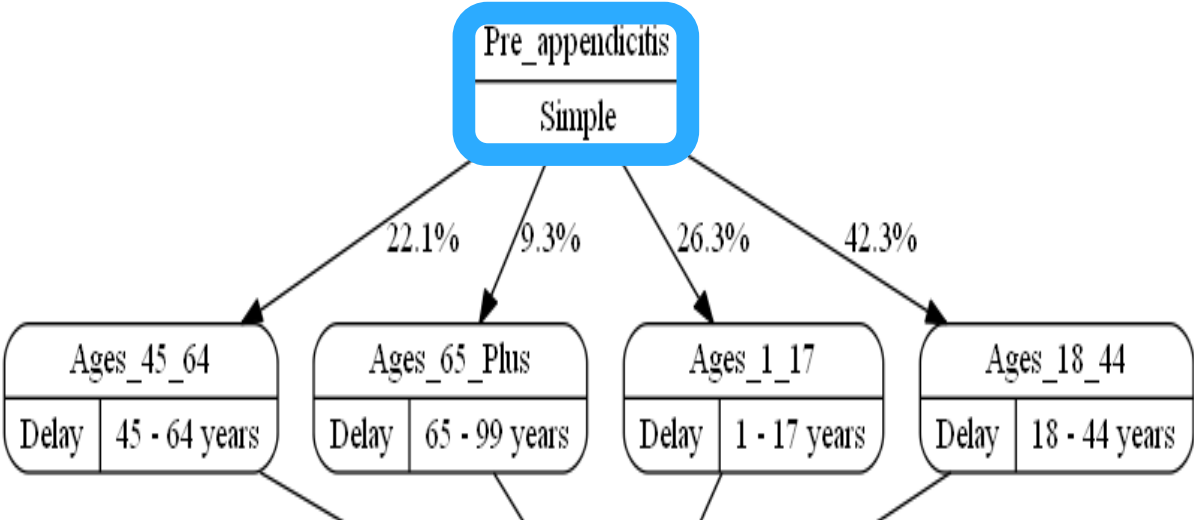 Pre_appendicitis
Simple
22.1%
9.3%
26.3%
42.3%
Ages_45_64
Delay
45 - 64 years
Ages_65_Plus
Delay
65 - 99 years
Ages_1_17
Delay
1 - 17 years
Ages_18_44
Delay
18 - 44 years